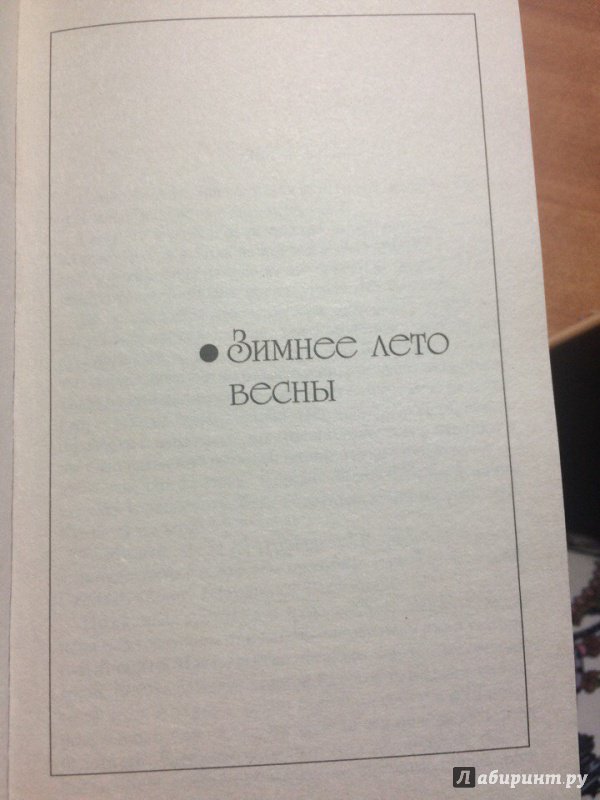 • Зимнее лето
весны
Лабиринт.ру